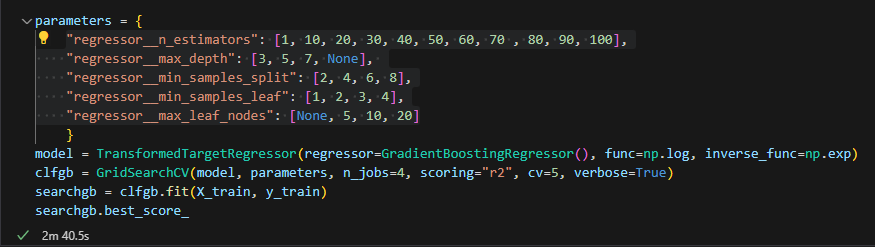 parameters = {
"regressor__n_estimators": [1, 10, 20, 30, 40, 50, 60, 70 , 80, 90, 100],
"regressor__max_depth": [3, 5, 7, None],
"regressor__min_samples_split": [2, 4, 6, 8],
"regressor__min_samples_leaf": [1, 2, 3, 4],
"regressor__max_leaf_nodes": [None, 5, 10, 20]
}
model = TransformedTargetRegressor(regressor=GradientBoostingRegressor(), func=np.log, inverse_func=np.exp)
clfgb = GridSearchCV(model, parameters, n_jobs=4, scoring="r2", cv=5, verbose=True)
searchgb = clfgb.fit(X_train, y_train)
searchgb.best_score_
2m 40.5s